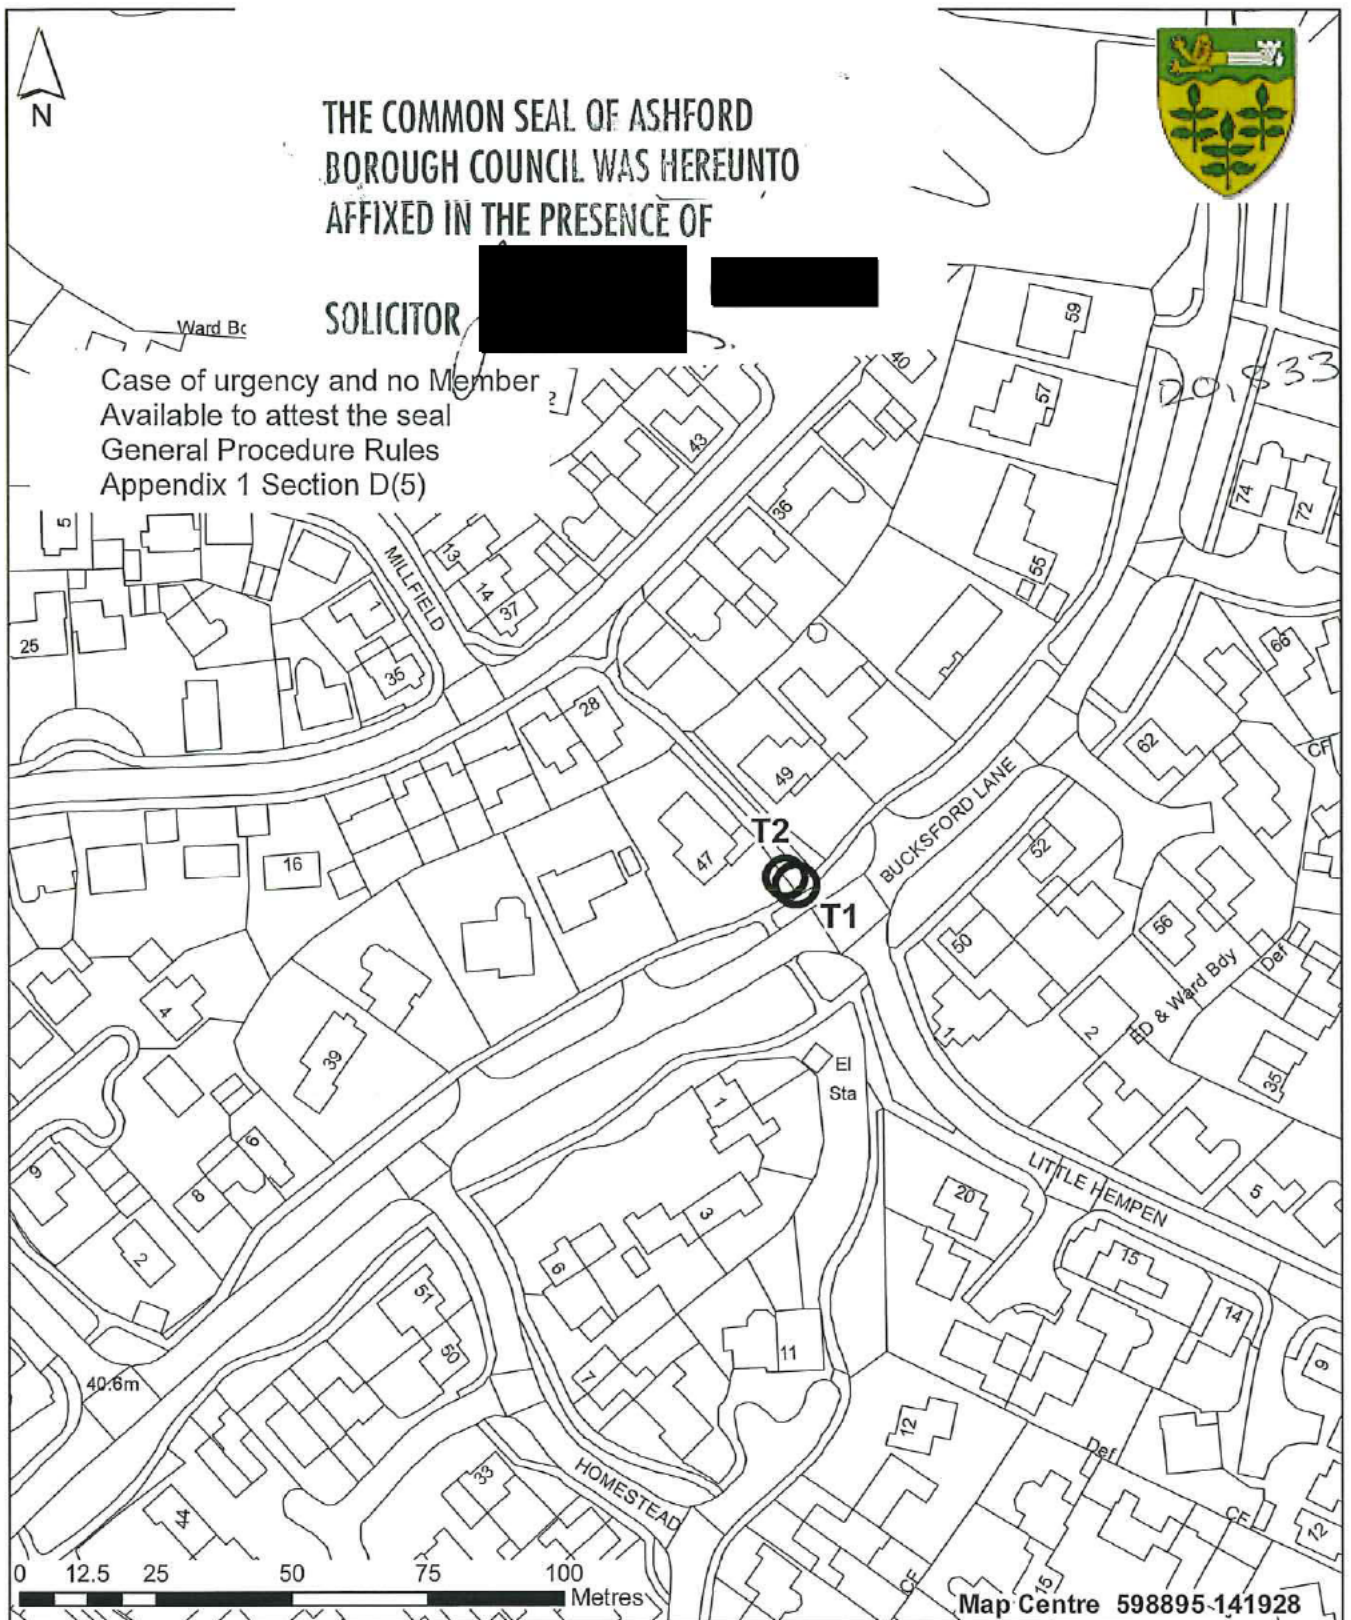 N
THE COMMON SEAL OF ASHFORD
BOROUGH COUNCIL WAS HEREUNTO
AFFIXED IN THE PRESENCE OF
SOLICITOR
Ward Bo
Case of urgency and no Member
Available to attest the seal
General Procedure Rules
Appendix 1 Section D(5)
2
40
59
57
20,833
43
36
74
72
5
13
14
37
55
MILLFIELD
1
25
35
66
28
62
CF
49
BUCKSFORD LANE
T2
47
52
16
T1
50
56
Def
ED & Ward Bdy
4
1
2
39
El
Sta
35
1
6
9
8
LITTLE HEMPEN
20
5
3
2
6
15
51
14
50
11
9
7
40.6m
12
Def
33
HOMESTEAD
44
CF
12
CF
15
0 12.5 25 50 75 100
Metres
Map Centre 598895 141928